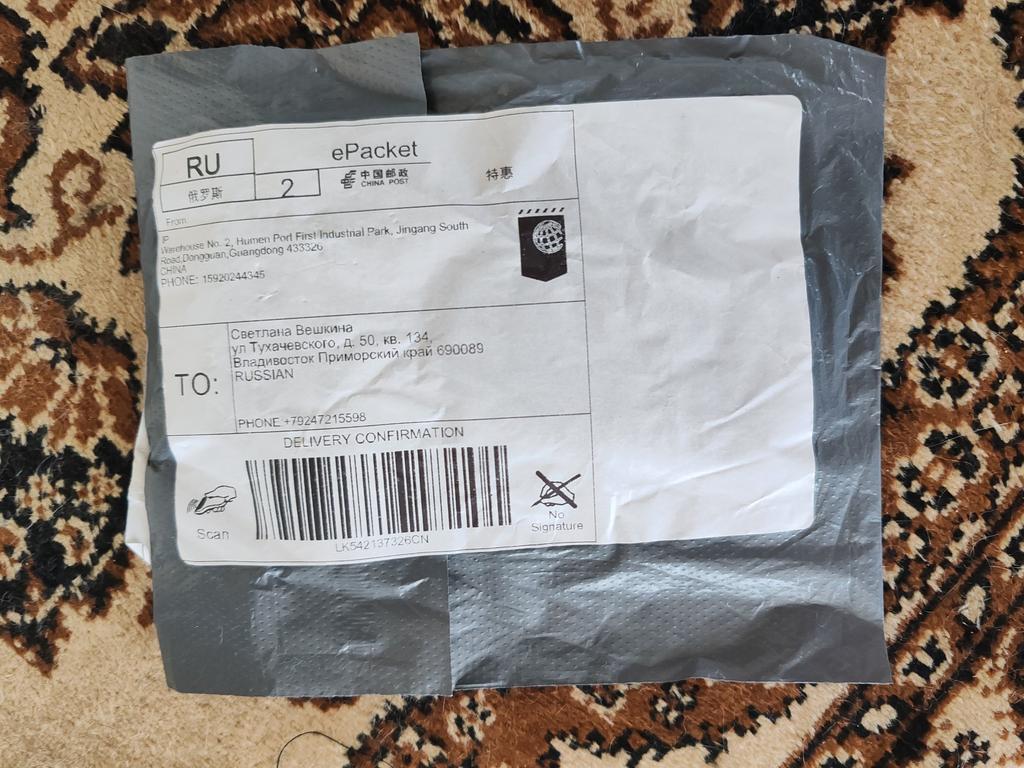 RU
俄罗斯
2
ePacket
中国邮政
CHINA POST
特惠
From
IP
Warehouse No. 2, Humen Port First Industrial Park, Jingang South
Road,Dongguan,Guangdong 433326
CHINA
PHONE: 15920244345
TO:
Светлана Вешкина
ул Тухачевского, д. 50, кв. 134,
Владивосток Приморский край 690089
RUSSIAN
PHONE +79247215598
DELIVERY CONFIRMATION
Scan
LK542137326CN
No
Signature